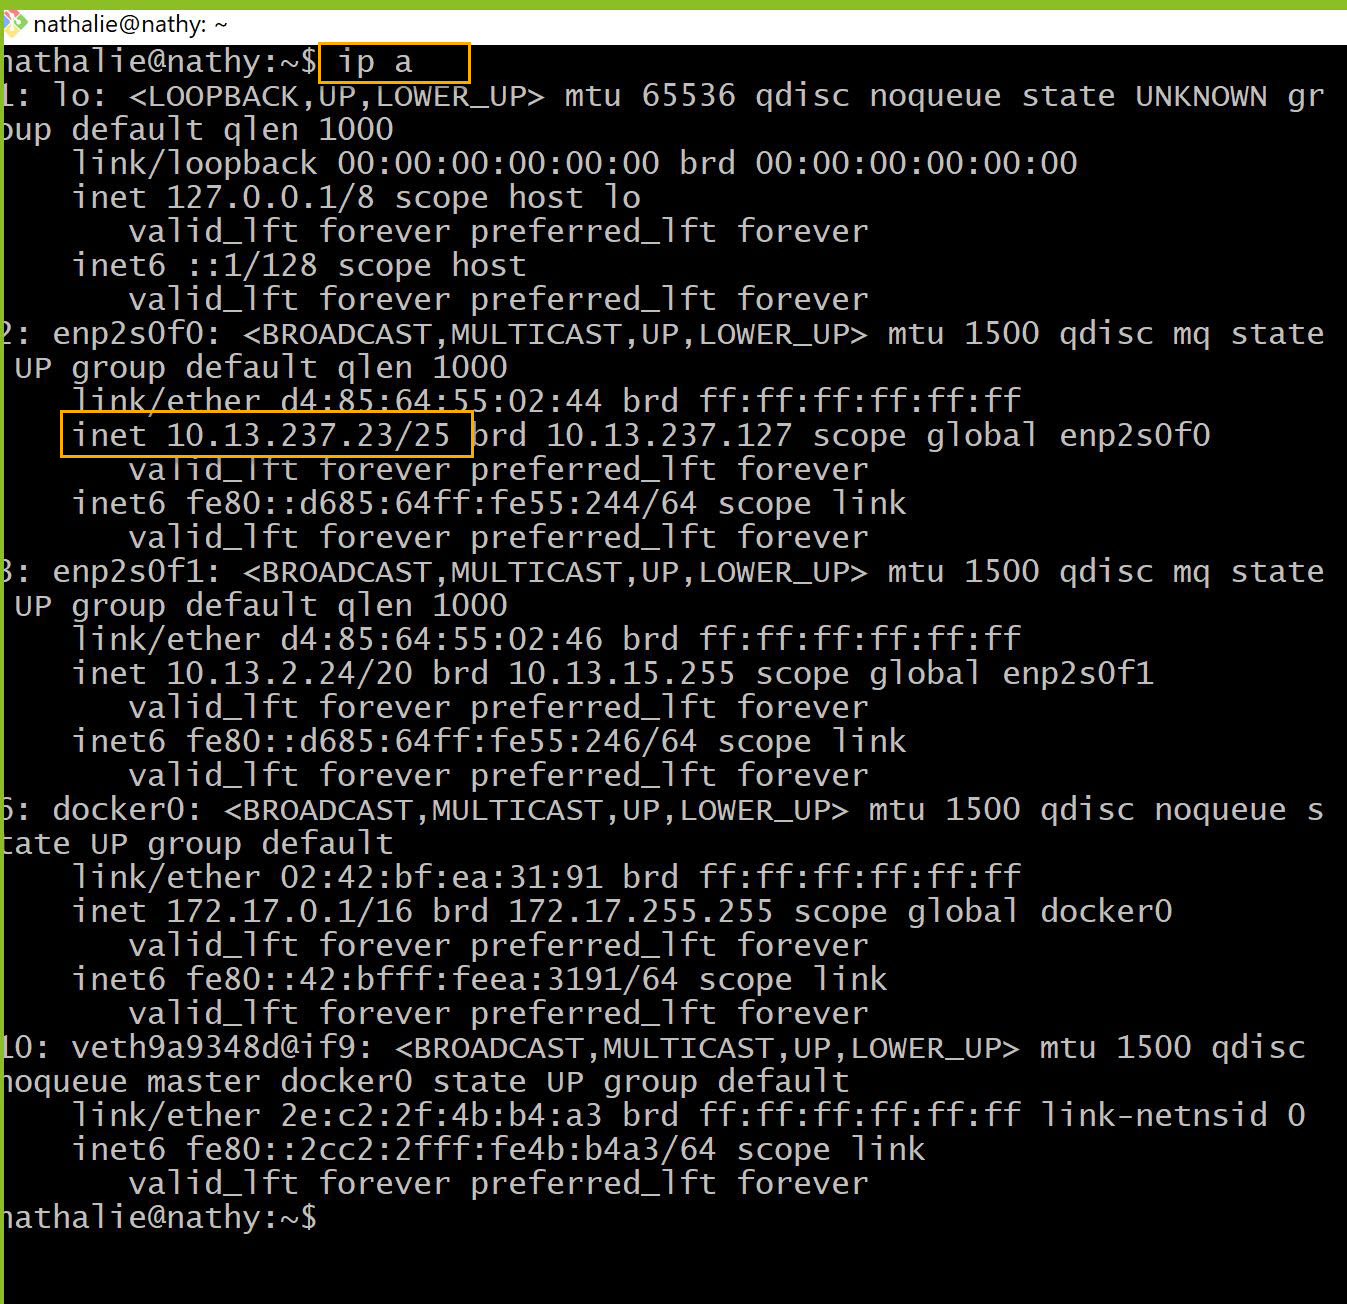 nathalie@nathy: ~
nathalie@nathy:~$ ip a
1: lo: <LOOPBACK,UP,LOWER_UP> mtu 65536 qdisc noqueue state UNKNOWN gr
oup default qlen 1000
    link/loopback 00:00:00:00:00:00 brd 00:00:00:00:00:00
    inet 127.0.0.1/8 scope host lo
       valid_lft forever preferred_lft forever
    inet6 ::1/128 scope host
       valid_lft forever preferred_lft forever
2: enp2s0f0: <BROADCAST,MULTICAST,UP,LOWER_UP> mtu 1500 qdisc mq state
 UP group default qlen 1000
    link/ether d4:85:64:55:02:44 brd ff:ff:ff:ff:ff:ff
    inet 10.13.237.23/25 brd 10.13.237.127 scope global enp2s0f0
       valid_lft forever preferred_lft forever
    inet6 fe80::d685:64ff:fe55:244/64 scope link
       valid_lft forever preferred_lft forever
3: enp2s0f1: <BROADCAST,MULTICAST,UP,LOWER_UP> mtu 1500 qdisc mq state
 UP group default qlen 1000
    link/ether d4:85:64:55:02:46 brd ff:ff:ff:ff:ff:ff
    inet 10.13.2.24/20 brd 10.13.15.255 scope global enp2s0f1
       valid_lft forever preferred_lft forever
    inet6 fe80::d685:64ff:fe55:246/64 scope link
       valid_lft forever preferred_lft forever
6: docker0: <BROADCAST,MULTICAST,UP,LOWER_UP> mtu 1500 qdisc noqueue s
tate UP group default
    link/ether 02:42:bf:ea:31:91 brd ff:ff:ff:ff:ff:ff
    inet 172.17.0.1/16 brd 172.17.255.255 scope global docker0
       valid_lft forever preferred_lft forever
    inet6 fe80::42:bfff:feea:3191/64 scope link
       valid_lft forever preferred_lft forever
10: veth9a9348d@if9: <BROADCAST,MULTICAST,UP,LOWER_UP> mtu 1500 qdisc
noqueue master docker0 state UP group default
    link/ether 2e:c2:2f:4b:b4:a3 brd ff:ff:ff:ff:ff:ff link-netnsid 0
    inet6 fe80::2cc2:2fff:fe4b:b4a3/64 scope link
       valid_lft forever preferred_lft forever
nathalie@nathy:~$